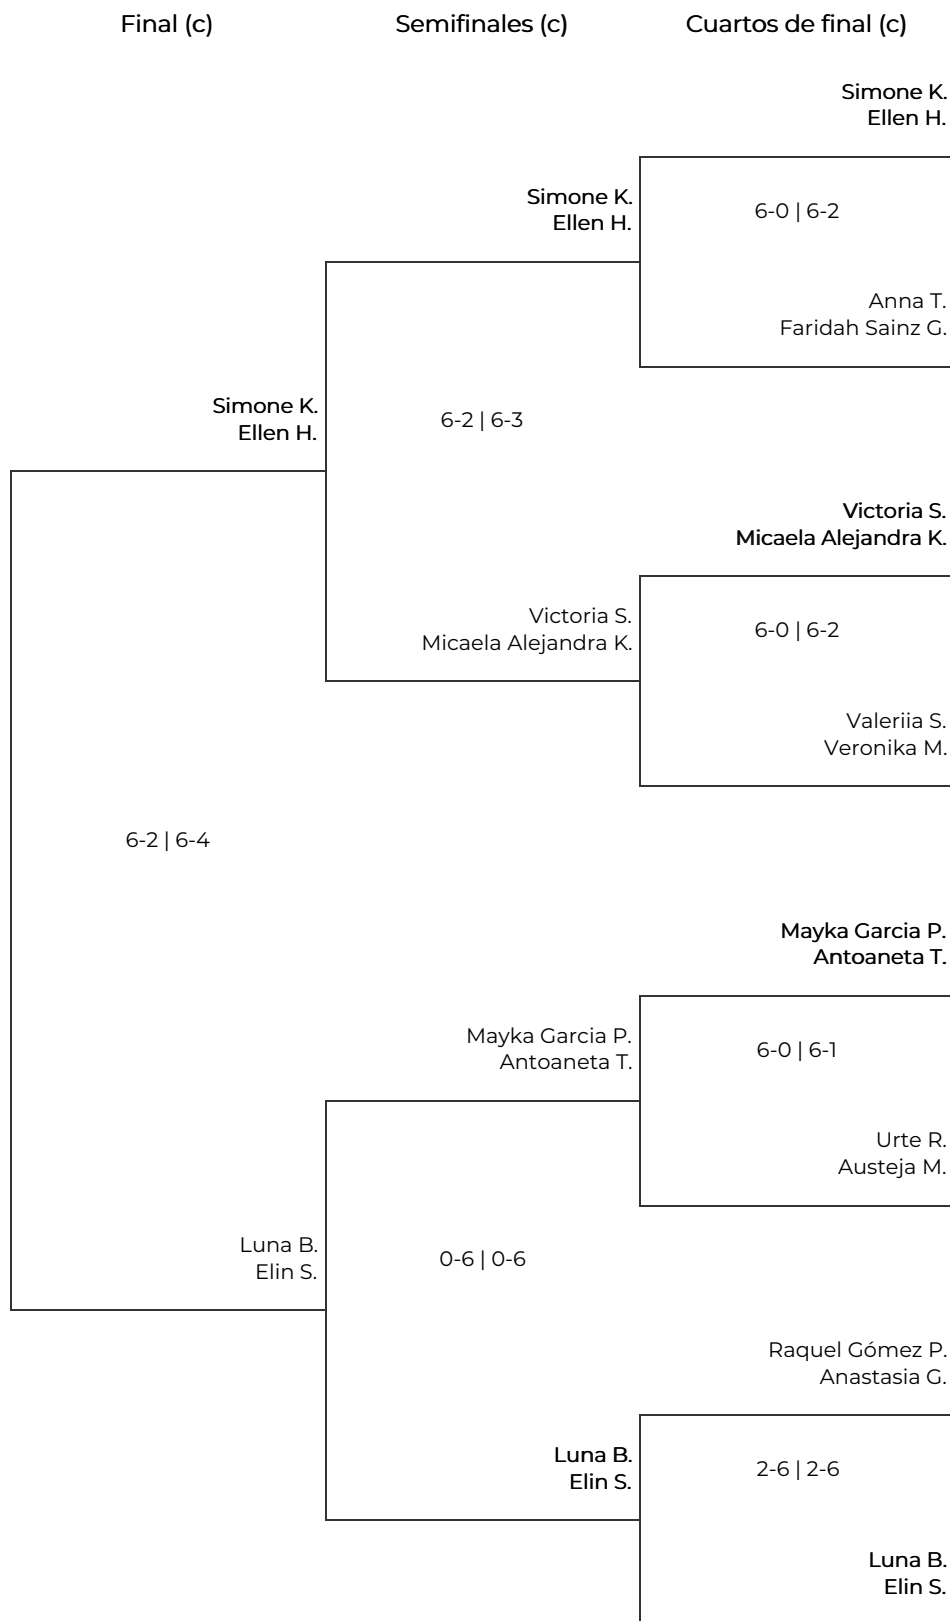 Final (c)
Semifinales (c)
Cuartos de final (c)
Simone K.
Ellen H.
Simone K.
Ellen H.
6-0 | 6-2
Anna T.
Faridah Sainz G.
Simone K.
Ellen H.
6-2 | 6-3
Victoria S.
Micaela Alejandra K.
Victoria S.
Micaela Alejandra K.
6-0 | 6-2
Valeriia S.
Veronika M.
6-2 | 6-4
Mayka Garcia P.
Antoaneta T.
Mayka Garcia P.
Antoaneta T.
6-0 | 6-1
Urte R.
Austeja M.
Luna B.
Elin S.
0-6 | 0-6
Raquel Gómez P.
Anastasia G.
Luna B.
Elin S.
2-6 | 2-6
Luna B.
Elin S.